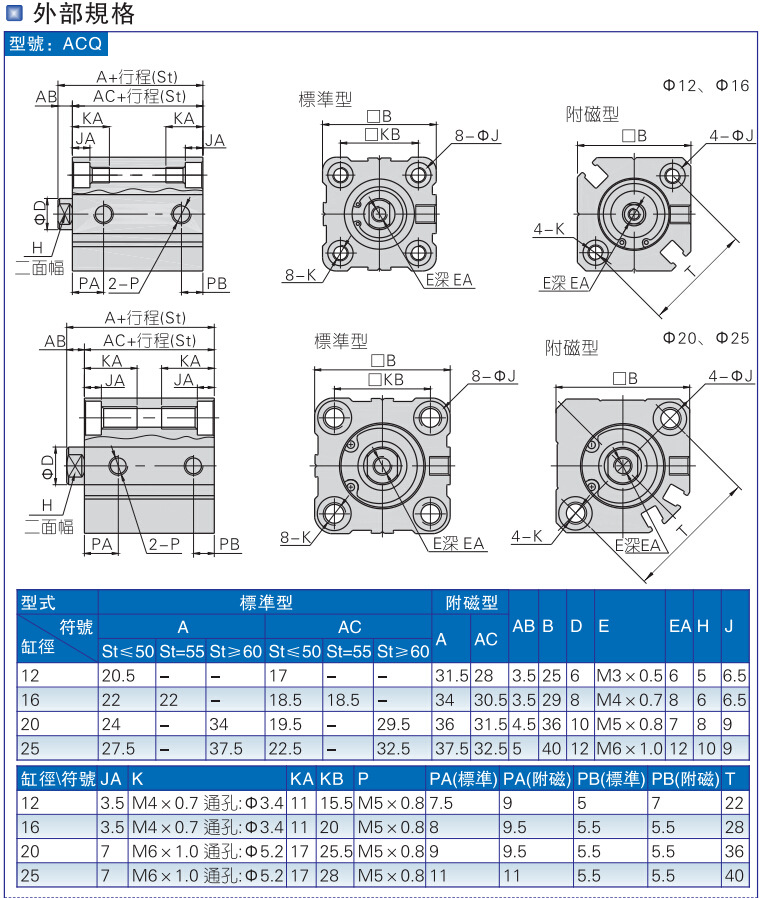 外部規格
型號: ACQ
A+行程(St)
AB
AC+行程(St)
KA
KA
JA
JA
ΦD
H
二面幅
PA
2-P
PB
標準型
□B
□KB
8-ΦJ
8-K
E深EA
Φ12、Φ16
附磁型
□B
4-ΦJ
4-K
E深EA
T
A+行程(St)
AB
AC+行程(St)
KA
KA
JA
JA
ΦD
H
二面幅
PA
2-P
PB
標準型
□B
□KB
8-ΦJ
8-K
E深EA
Φ20、Φ25
附磁型
□B
4-ΦJ
4-K
E深EA
T
型式 標準型 附磁型 AB B D E EA H J
符號 A AC A AC
缸徑 St≤50 St=55 St≥60 St≤50 St=55 St≥60
12 20.5 – – 17 – – 31.5 28 3.5 25 6 M3×0.5 6 5 6.5
16 22 22 – 18.5 18.5 – 34 30.5 3.5 29 8 M4×0.7 8 6 6.5
20 24 – 34 19.5 – 29.5 36 31.5 4.5 36 10 M5×0.8 7 8 9
25 27.5 – 37.5 22.5 – 32.5 37.5 32.5 5 40 12 M6×1.0 12 10 9
缸徑\符號 JA K KA KB P PA(標準) PA(附磁) PB(標準) PB(附磁) T
12 3.5 M4×0.7 通孔:Φ3.4 11 15.5 M5×0.8 7.5 9 5 7 22
16 3.5 M4×0.7 通孔:Φ3.4 11 20 M5×0.8 8 9.5 5.5 5.5 28
20 7 M6×1.0 通孔:Φ5.2 17 25.5 M5×0.8 9 9.5 5.5 5.5 36
25 7 M6×1.0 通孔:Φ5.2 17 28 M5×0.8 11 11 5.5 5.5 40